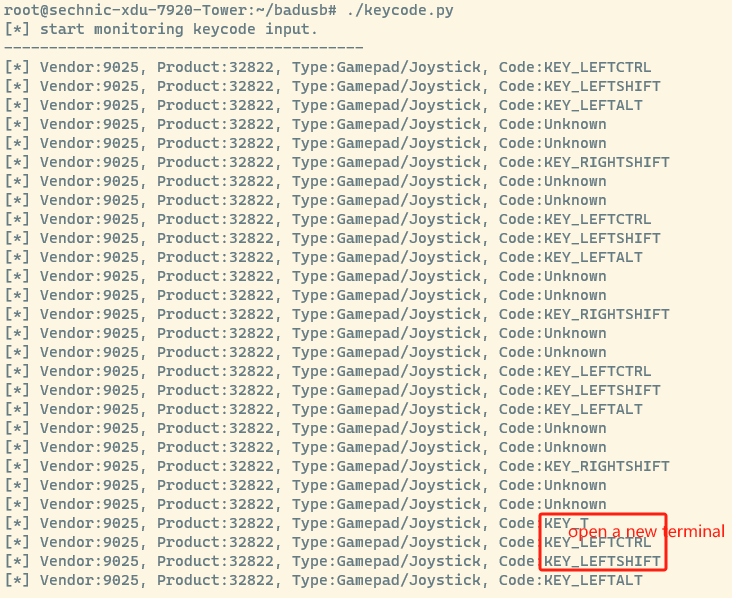 root@sechnic-xdu-7920-Tower:~/badusb# ./keycode.py
[*] start monitoring keycode input.
----------------------------------------
[*] Vendor:9025, Product:32822, Type:Gamepad/Joystick, Code:KEY_LEFTCTRL
[*] Vendor:9025, Product:32822, Type:Gamepad/Joystick, Code:KEY_LEFTSHIFT
[*] Vendor:9025, Product:32822, Type:Gamepad/Joystick, Code:KEY_LEFTALT
[*] Vendor:9025, Product:32822, Type:Gamepad/Joystick, Code:Unknown
[*] Vendor:9025, Product:32822, Type:Gamepad/Joystick, Code:Unknown
[*] Vendor:9025, Product:32822, Type:Gamepad/Joystick, Code:KEY_RIGHTSHIFT
[*] Vendor:9025, Product:32822, Type:Gamepad/Joystick, Code:Unknown
[*] Vendor:9025, Product:32822, Type:Gamepad/Joystick, Code:Unknown
[*] Vendor:9025, Product:32822, Type:Gamepad/Joystick, Code:KEY_LEFTCTRL
[*] Vendor:9025, Product:32822, Type:Gamepad/Joystick, Code:KEY_LEFTSHIFT
[*] Vendor:9025, Product:32822, Type:Gamepad/Joystick, Code:KEY_LEFTALT
[*] Vendor:9025, Product:32822, Type:Gamepad/Joystick, Code:Unknown
[*] Vendor:9025, Product:32822, Type:Gamepad/Joystick, Code:Unknown
[*] Vendor:9025, Product:32822, Type:Gamepad/Joystick, Code:KEY_RIGHTSHIFT
[*] Vendor:9025, Product:32822, Type:Gamepad/Joystick, Code:Unknown
[*] Vendor:9025, Product:32822, Type:Gamepad/Joystick, Code:Unknown
[*] Vendor:9025, Product:32822, Type:Gamepad/Joystick, Code:KEY_LEFTCTRL
[*] Vendor:9025, Product:32822, Type:Gamepad/Joystick, Code:KEY_LEFTSHIFT
[*] Vendor:9025, Product:32822, Type:Gamepad/Joystick, Code:KEY_LEFTALT
[*] Vendor:9025, Product:32822, Type:Gamepad/Joystick, Code:Unknown
[*] Vendor:9025, Product:32822, Type:Gamepad/Joystick, Code:Unknown
[*] Vendor:9025, Product:32822, Type:Gamepad/Joystick, Code:KEY_RIGHTSHIFT
[*] Vendor:9025, Product:32822, Type:Gamepad/Joystick, Code:Unknown
[*] Vendor:9025, Product:32822, Type:Gamepad/Joystick, Code:Unknown
[*] Vendor:9025, Product:32822, Type:Gamepad/Joystick, Code:KEY_T
open a new terminal
[*] Vendor:9025, Product:32822, Type:Gamepad/Joystick, Code:KEY_LEFTCTRL
[*] Vendor:9025, Product:32822, Type:Gamepad/Joystick, Code:KEY_LEFTSHIFT
[*] Vendor:9025, Product:32822, Type:Gamepad/Joystick, Code:KEY_LEFTALT